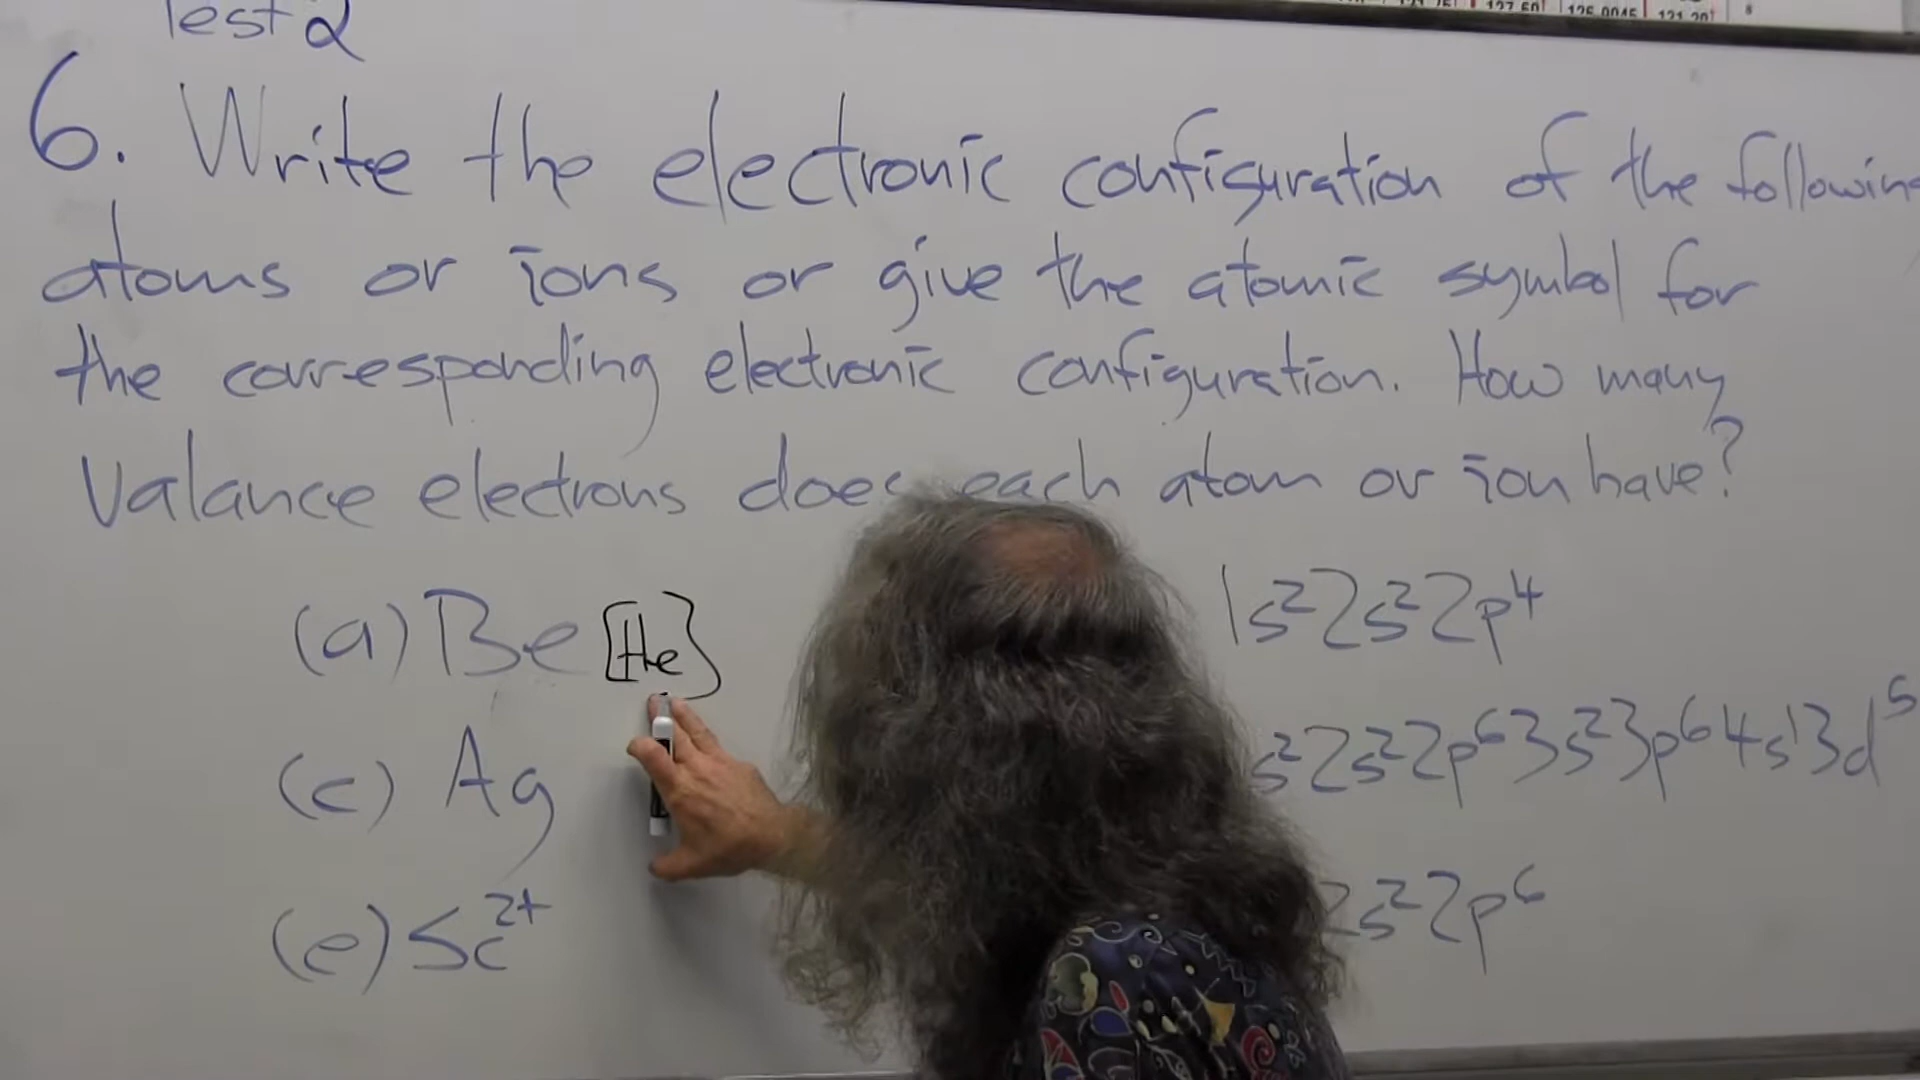 Test 2
6. Write the electronic configuration of the following
atoms or ions or give the atomic symbol for
the corresponding electronic configuration. How many
Valance electrons does each atom or ion have?
(a) Be [He] 1s²2s²2p⁴
(c) Ag s²2s²2p⁶3s²3p⁶4s¹3d⁵
(e) Sc²⁺ 2s²2p⁶